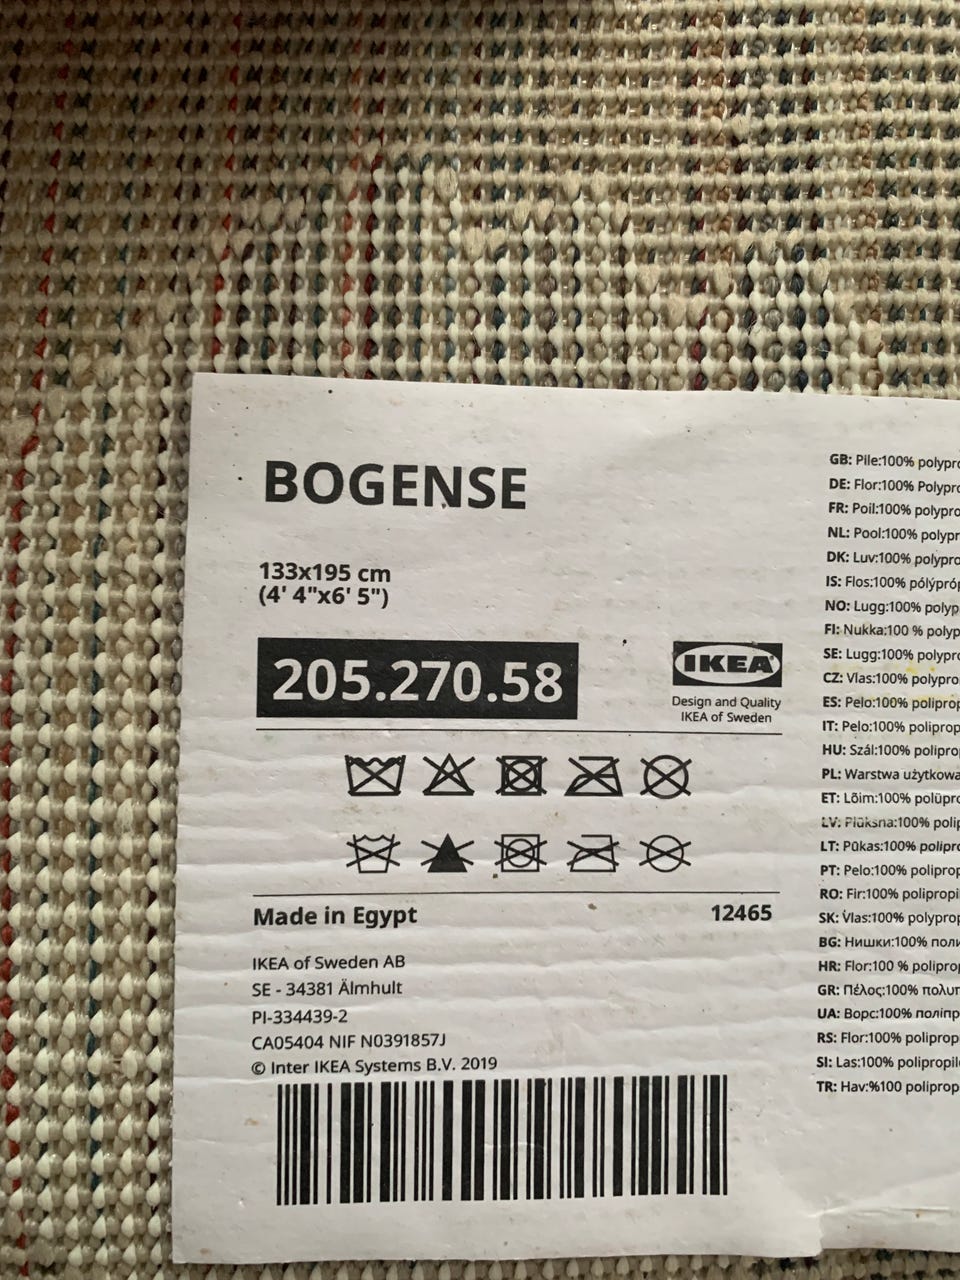 BOGENSE
133x195 cm
(4' 4"x6' 5")
205.270.58
IKEA
Design and Quality
IKEA of Sweden
Made in Egypt
12465
IKEA of Sweden AB
SE - 34381 Älmhult
PI-334439-2
CA05404 NIF N0391857J
© Inter IKEA Systems B.V. 2019
GB: Pile:100% polypro
DE: Flor:100% Polypro
FR: Poil:100% polypro
NL: Pool:100% polypr
DK: Luv:100% polypro
IS: Flos:100% pólýpróp
NO: Lugg:100% polyp
FI: Nukka:100 % polyp
SE: Lugg:100% polypro
CZ: Vlas:100% polypro
ES: Pelo:100% poliprop
IT: Pelo:100% poliprop
HU: Szál:100% poliprop
PL: Warstwa użytkowa
ET: Lõim:100% polüpro
LV: Plūksna:100% polip
LT: Pūkas:100% polipro
PT: Pelo:100% poliprop
RO: Fir:100% polipropi
SK: Vlas:100% polyprop
BG: Нишки:100% поли
HR: Flor:100 % poliprop
GR: Πέλος:100% πολυπ
UA: Ворс:100% поліпр
RS: Flor:100% poliprop
SI: Las:100% polipropil
TR: Hav:%100 poliprop